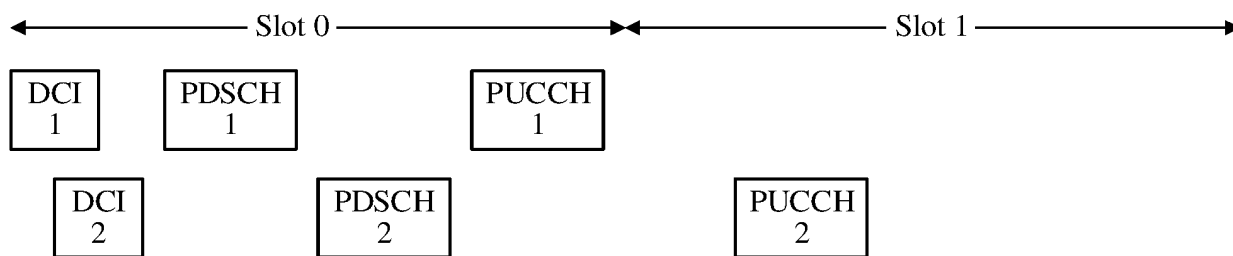 Slot 0
Slot 1
DCI
1
PDSCH
1
PUCCH
1
DCI
2
PDSCH
2
PUCCH
2